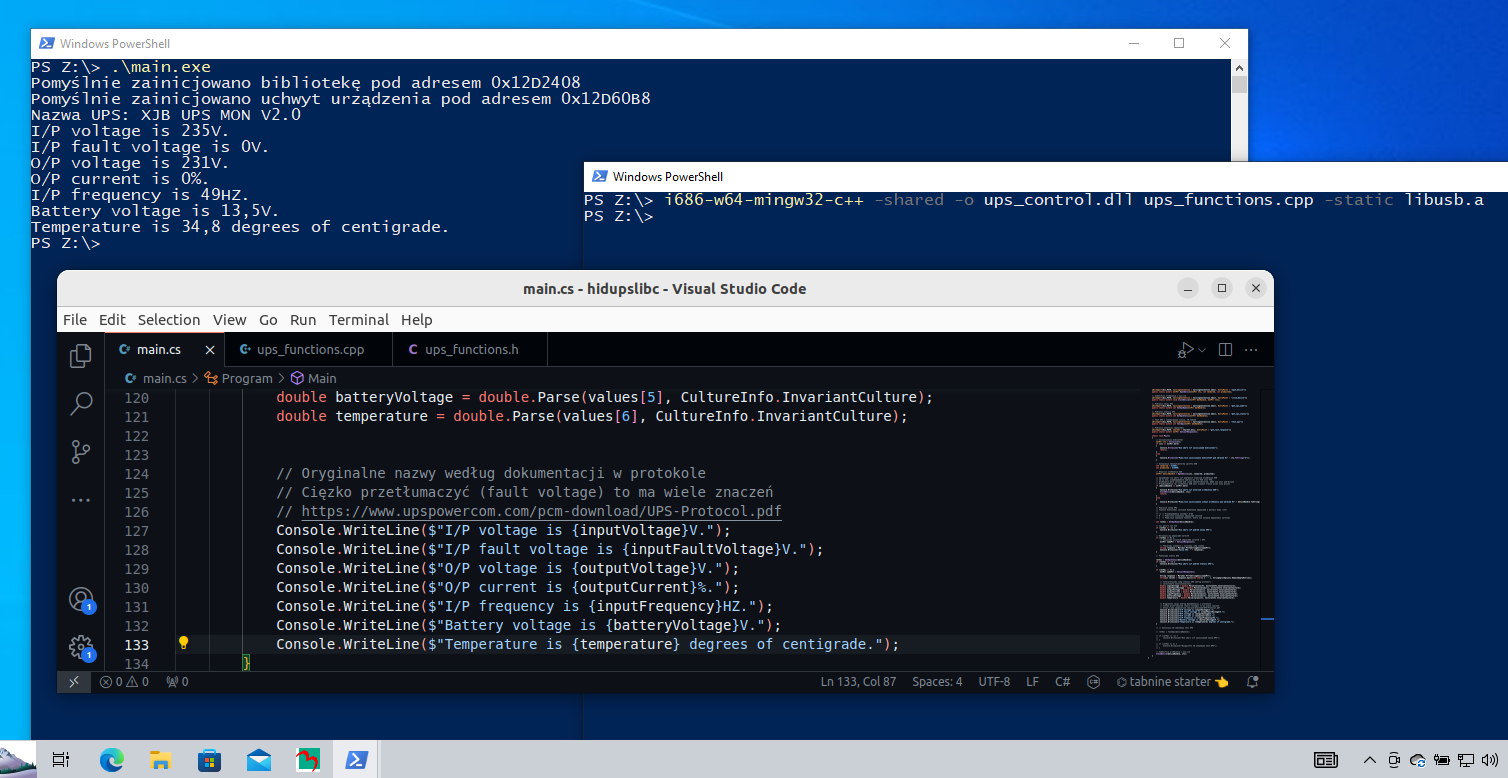 Windows PowerShell
PS Z:\> .\main.exe
Pomyślnie zainicjowano bibliotekę pod adresem 0x12D2408
Pomyślnie zainicjowano uchwyt urządzenia pod adresem 0x12D60B8
Nazwa UPS: XJB UPS MON V2.0
I/P voltage is 235V.
I/P fault voltage is 0V.
O/P voltage is 231V.
O/P current is 0%.
I/P frequency is 49HZ.
Battery voltage is 13,5V.
Temperature is 34,8 degrees of centigrade.
PS Z:\>
Windows PowerShell
PS Z:\> i686-w64-mingw32-c++ -shared -o ups_control.dll ups_functions.cpp -static libusb.a
PS Z:\>
main.cs - hidupslibc - Visual Studio Code
File Edit Selection View Go Run Terminal Help
main.cs ups_functions.cpp ups_functions.h
main.cs > Program > Main
120 double batteryVoltage = double.Parse(values[5], CultureInfo.InvariantCulture);
121 double temperature = double.Parse(values[6], CultureInfo.InvariantCulture);
122
123
124 // Oryginalne nazwy według dokumentacji w protokole
125 // Ciężko przetłumaczyć (fault voltage) to ma wiele znaczeń
126 // https://www.upspowercom.com/pcm-download/UPS-Protocol.pdf
127 Console.WriteLine($"I/P voltage is {inputVoltage}V.");
128 Console.WriteLine($"I/P fault voltage is {inputFaultVoltage}V.");
129 Console.WriteLine($"O/P voltage is {outputVoltage}V.");
130 Console.WriteLine($"O/P current is {outputCurrent}%.");
131 Console.WriteLine($"I/P frequency is {inputFrequency}HZ.");
132 Console.WriteLine($"Battery voltage is {batteryVoltage}V.");
133 Console.WriteLine($"Temperature is {temperature} degrees of centigrade.");
134 }
1
1
0 0 0 Ln 133, Col 87 Spaces: 4 UTF-8 LF C# tabnine starter